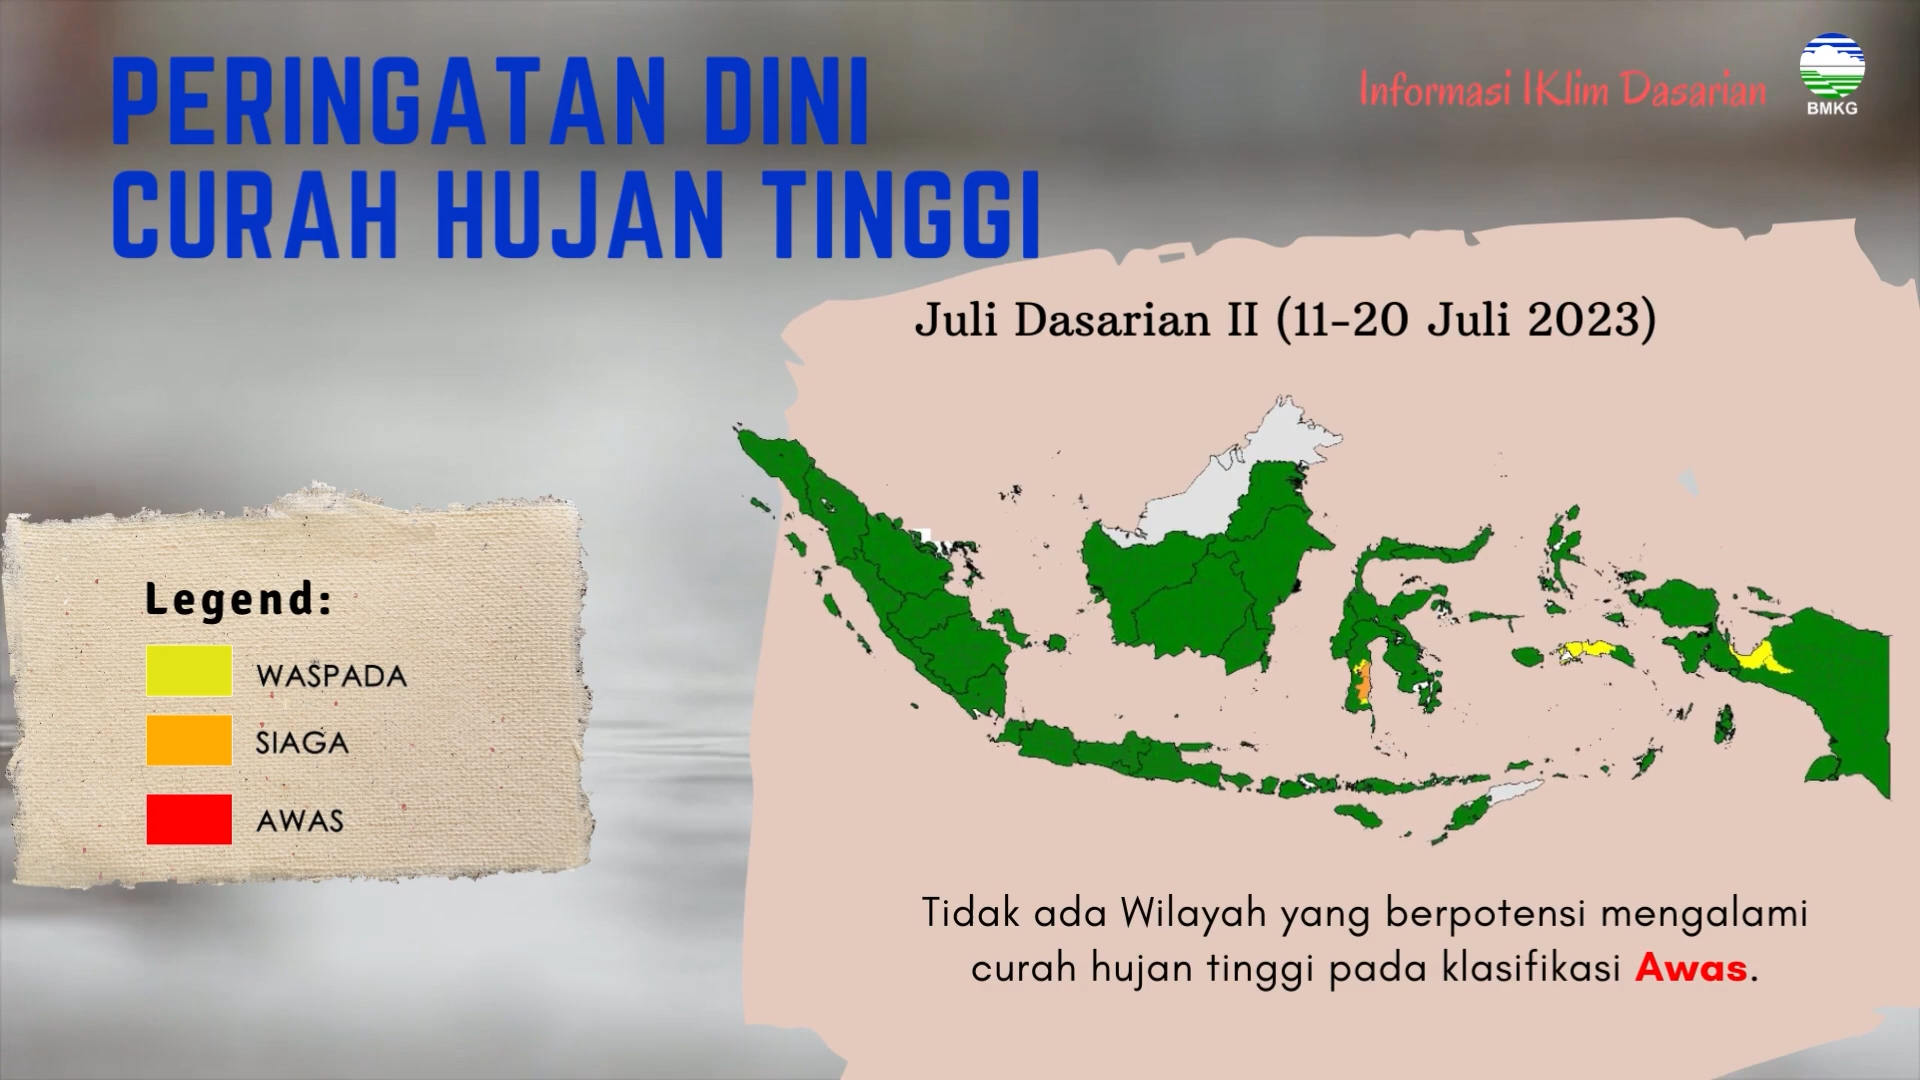 PERINGATAN DINI
CURAH HUJAN TINGGI
Informasi IKlim Dasarian
BMKG
Juli Dasarian II (11-20 Juli 2023)
Legend:
WASPADA
SIAGA
AWAS
Tidak ada Wilayah yang berpotensi mengalami
curah hujan tinggi pada klasifikasi Awas.